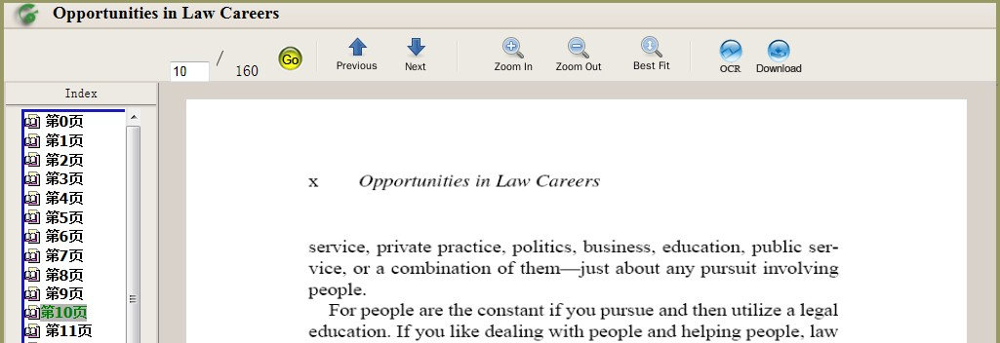 Opportunities in Law Careers
10 / 160 Go Previous Next Zoom In Zoom Out Best Fit OCR Download
Index
第0页
第1页
第2页
第3页
第4页
第5页
第6页
第7页
第8页
第9页
第10页
第11页
x Opportunities in Law Careers
service, private practice, politics, business, education, public ser-
vice, or a combination of them—just about any pursuit involving
people.
For people are the constant if you pursue and then utilize a legal
education. If you like dealing with people and helping people, law